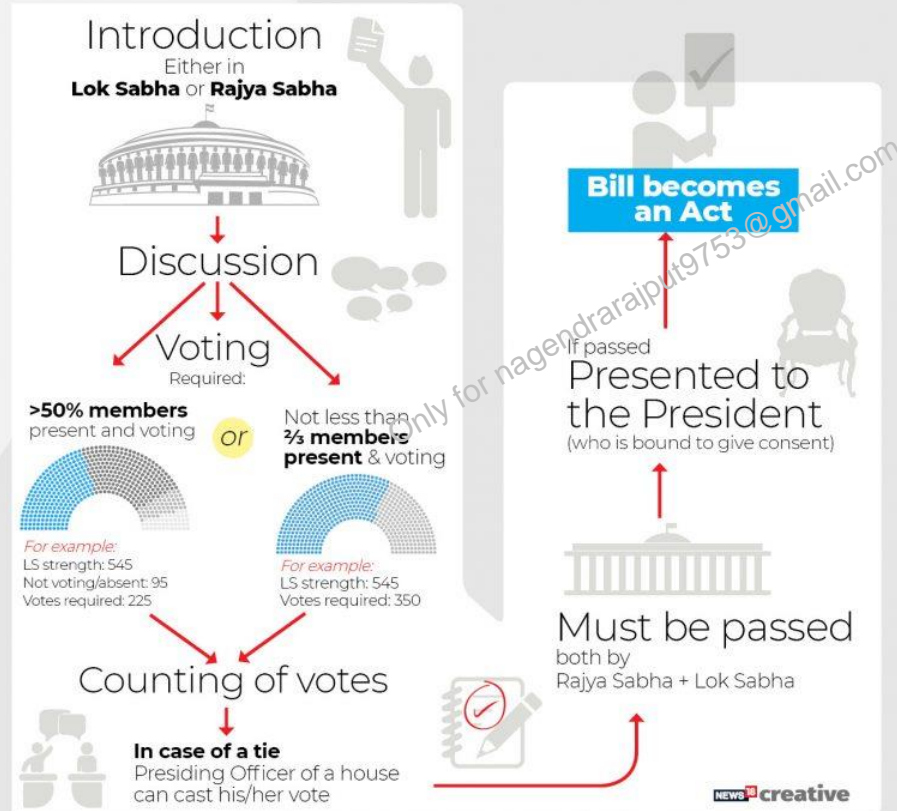 Introduction
Either in
Lok Sabha or Rajya Sabha
Discussion
Voting
Required:
>50% members
present and voting
or
Not less than
⅔ members
present & voting
For example:
LS strength: 545
Not voting/absent: 95
Votes required: 225
For example:
LS strength: 545
Votes required: 350
Counting of votes
In case of a tie
Presiding Officer of a house
can cast his/her vote
Must be passed
both by
Rajya Sabha + Lok Sabha
If passed
Presented to
the President
(who is bound to give consent)
Bill becomes
an Act
Only for nagendrarajput9753@gmail.com
NEWS18 creative